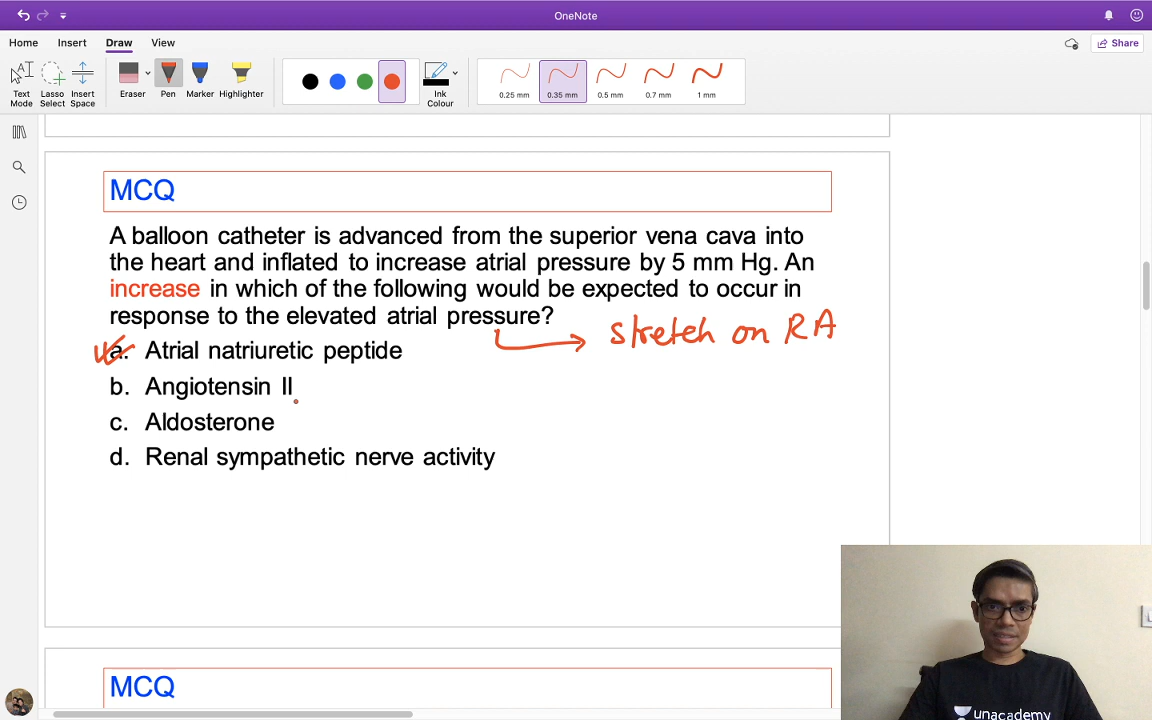 OneNote
Home Insert Draw View
Share
Text Mode
Lasso Select
Insert Space
Eraser
Pen
Marker
Highlighter
Ink Colour
0.25 mm
0.35 mm
0.5 mm
0.7 mm
1 mm
MCQ
A balloon catheter is advanced from the superior vena cava into
the heart and inflated to increase atrial pressure by 5 mm Hg. An
increase in which of the following would be expected to occur in
response to the elevated atrial pressure?
stretch on RA
a. Atrial natriuretic peptide
b. Angiotensin II
c. Aldosterone
d. Renal sympathetic nerve activity
MCQ
unacademy